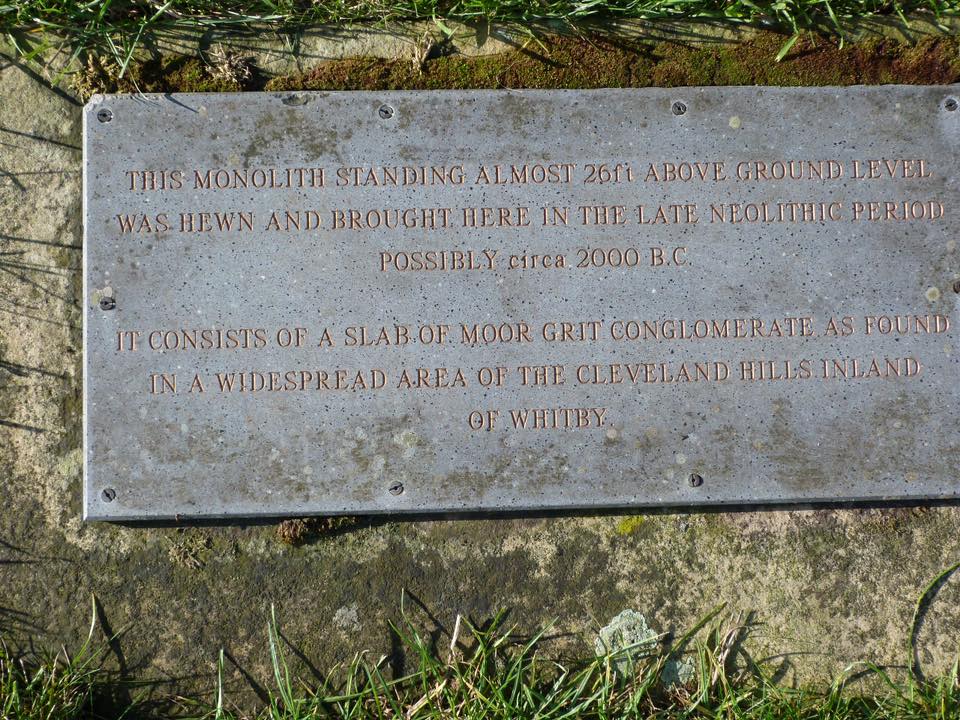 THIS MONOLITH STANDING ALMOST 26ft ABOVE GROUND LEVEL
WAS HEWN AND BROUGHT HERE IN THE LATE NEOLITHIC PERIOD
POSSIBLY circa 2000 B.C.
IT CONSISTS OF A SLAB OF MOOR GRIT CONGLOMERATE AS FOUND
IN A WIDESPREAD AREA OF THE CLEVELAND HILLS INLAND
OF WHITBY.